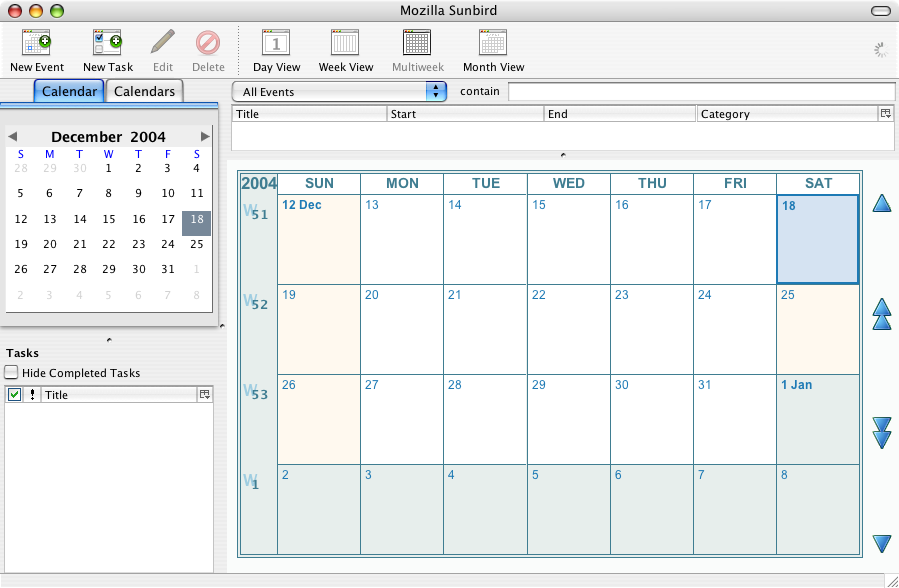 Mozilla Sunbird
New Event New Task Edit Delete Day View Week View Multiweek Month View
1
Calendar Calendars
All Events contain
Title Start End Category
December 2004
S M T W T F S
28 29 30 1 2 3 4
5 6 7 8 9 10 11
12 13 14 15 16 17 18
19 20 21 22 23 24 25
26 27 28 29 30 31 1
2 3 4 5 6 7 8
Tasks
Hide Completed Tasks
! Title
2004 SUN MON TUE WED THU FRI SAT
W 51 12 Dec 13 14 15 16 17 18
W 52 19 20 21 22 23 24 25
W 53 26 27 28 29 30 31 1 Jan
W 1 2 3 4 5 6 7 8